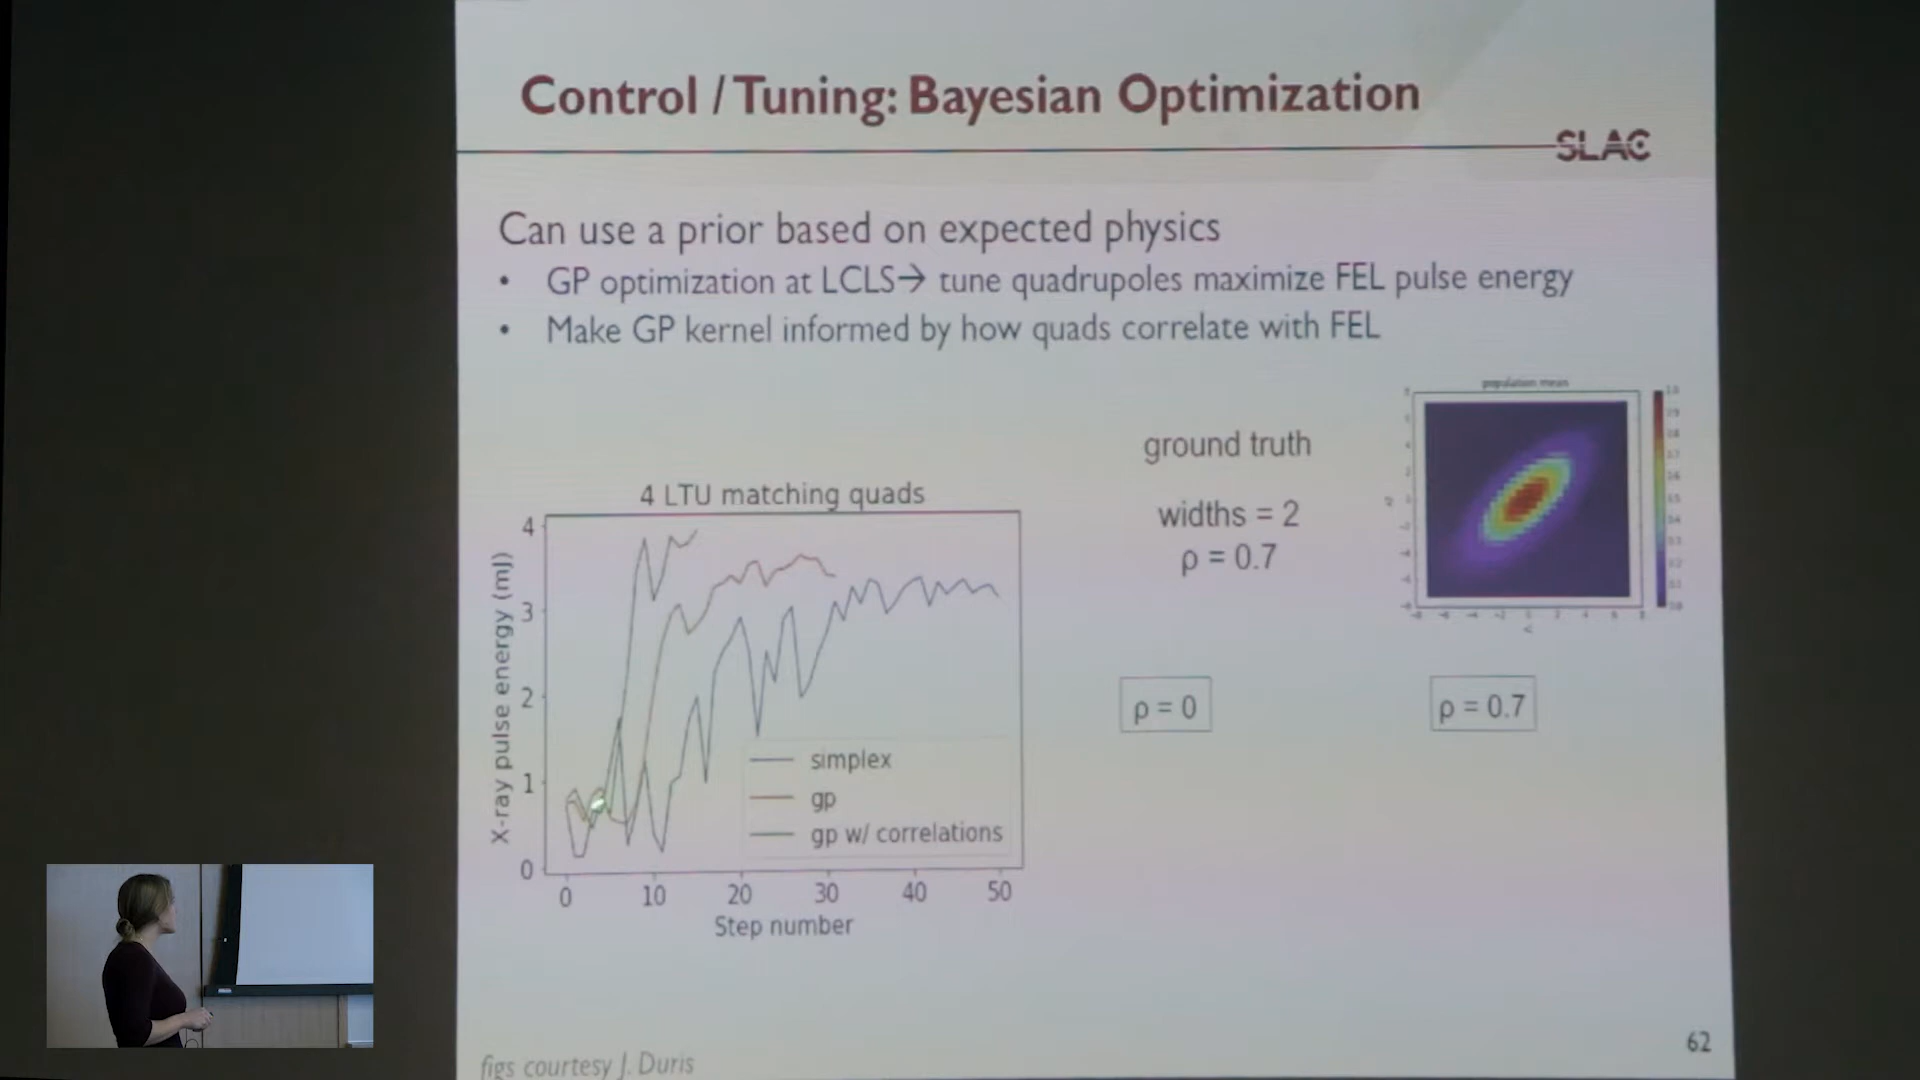 Control / Tuning: Bayesian Optimization
SLAC
Can use a prior based on expected physics
• GP optimization at LCLS→ tune quadrupoles maximize FEL pulse energy
• Make GP kernel informed by how quads correlate with FEL
population mean
ground truth
widths = 2
ρ = 0.7
4 LTU matching quads
X-ray pulse energy (mJ)
4
3
2
1
0
simplex
gp
gp w/ correlations
0 10 20 30 40 50
Step number
ρ = 0
ρ = 0.7
62
figs courtesy J. Duris